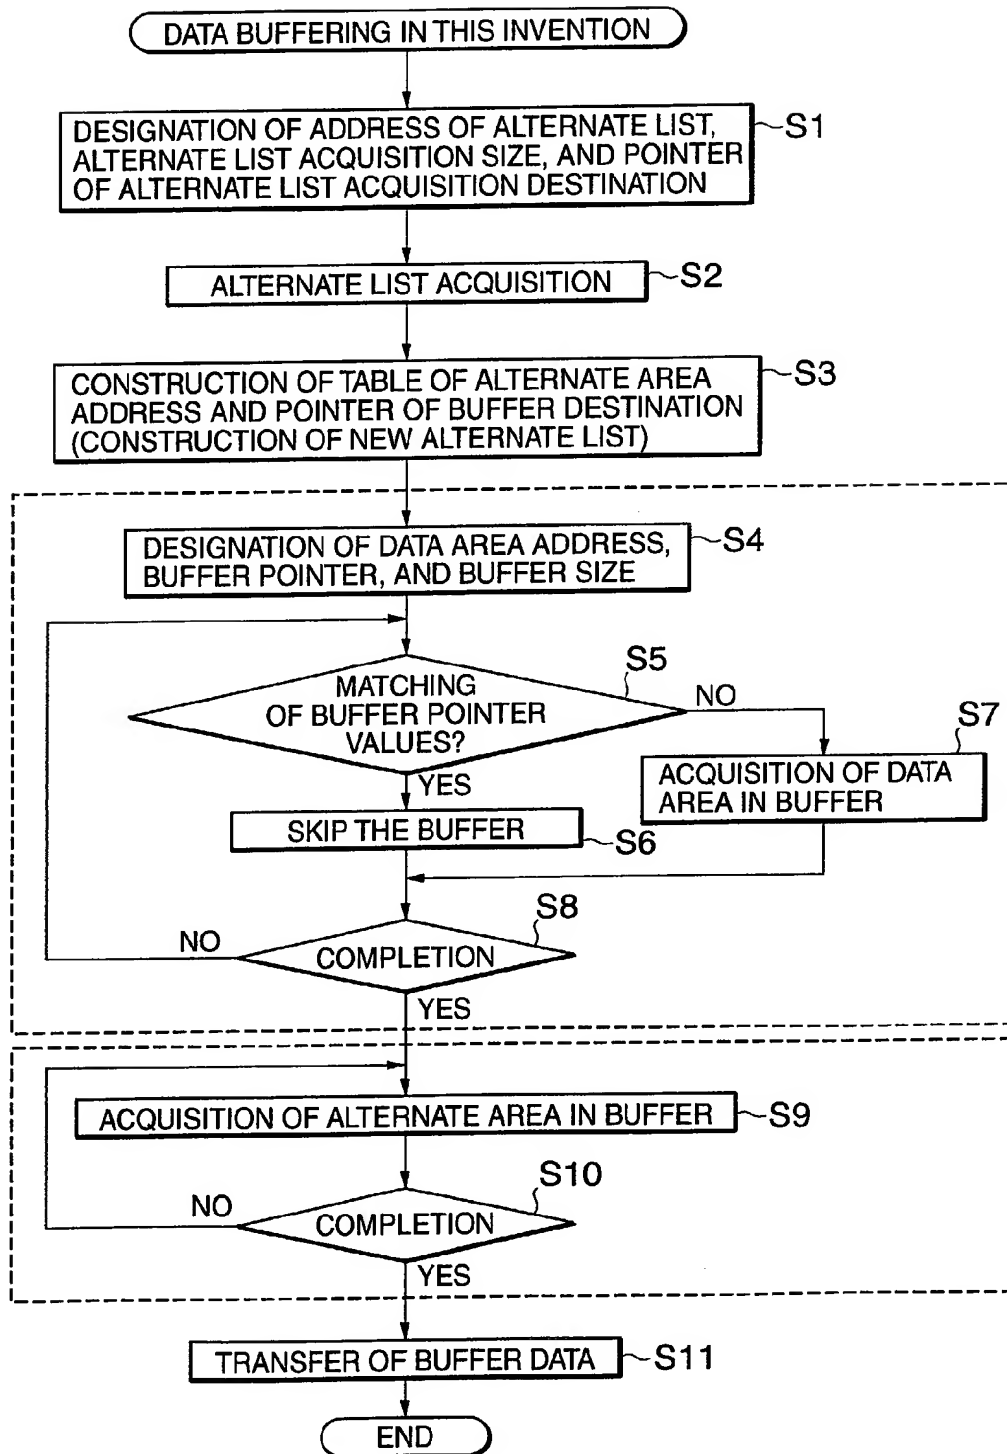 DATA BUFFERING IN THIS INVENTION
DESIGNATION OF ADDRESS OF ALTERNATE LIST,
ALTERNATE LIST ACQUISITION SIZE, AND POINTER
OF ALTERNATE LIST ACQUISITION DESTINATION
S1
ALTERNATE LIST ACQUISITION
S2
CONSTRUCTION OF TABLE OF ALTERNATE AREA
ADDRESS AND POINTER OF BUFFER DESTINATION
(CONSTRUCTION OF NEW ALTERNATE LIST)
S3
DESIGNATION OF DATA AREA ADDRESS,
BUFFER POINTER, AND BUFFER SIZE
S4
MATCHING
OF BUFFER POINTER
VALUES?
S5
NO
YES
S7
ACQUISITION OF DATA
AREA IN BUFFER
SKIP THE BUFFER
S6
S8
NO
COMPLETION
YES
ACQUISITION OF ALTERNATE AREA IN BUFFER
S9
S10
NO
COMPLETION
YES
TRANSFER OF BUFFER DATA
S11
END